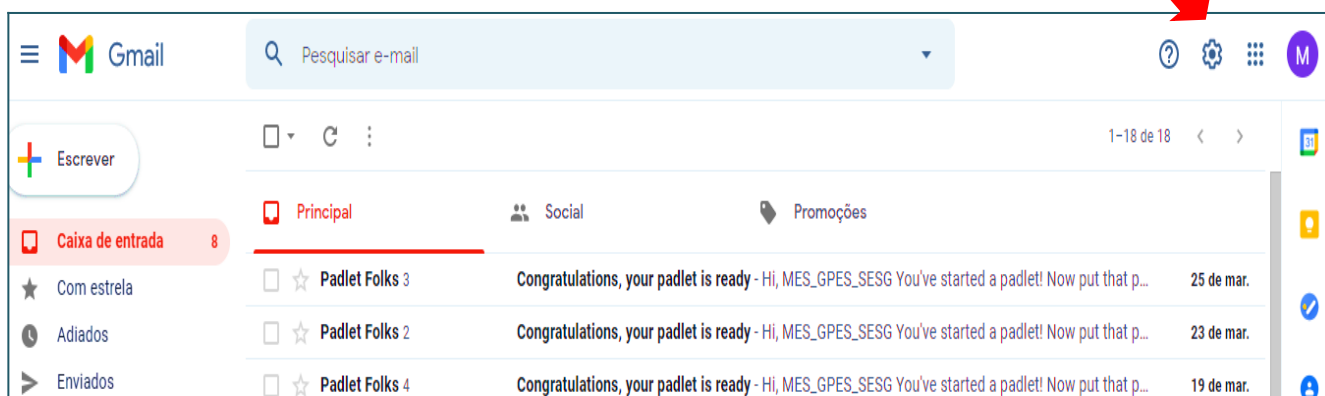 Gmail
Pesquisar e-mail
M
Escrever
1–18 de 18
31
Principal
Social
Promoções
Caixa de entrada 8
Padlet Folks 3 Congratulations, your padlet is ready - Hi, MES_GPES_SESG You've started a padlet! Now put that p... 25 de mar.
Com estrela
Padlet Folks 2 Congratulations, your padlet is ready - Hi, MES_GPES_SESG You've started a padlet! Now put that p... 23 de mar.
Adiados
Padlet Folks 4 Congratulations, your padlet is ready - Hi, MES_GPES_SESG You've started a padlet! Now put that p... 19 de mar.
Enviados